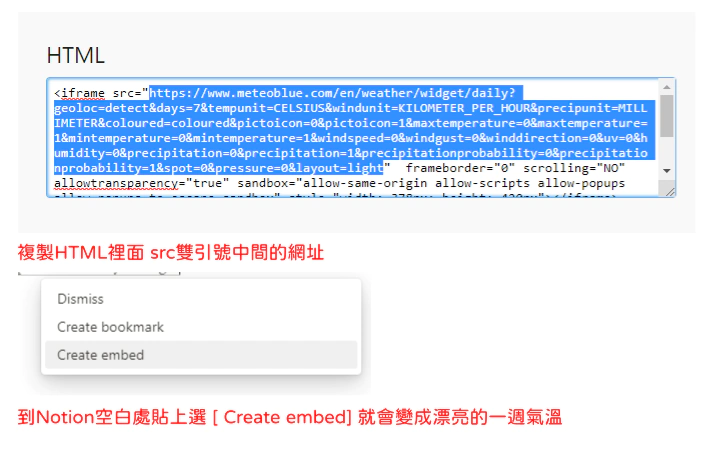 HTML
<iframe src="https://www.meteoblue.com/en/weather/widget/daily?
geoloc=detect&days=7&tempunit=CELSIUS&windunit=KILOMETER_PER_HOUR&precipunit=MILL
IMETER&coloured=coloured&pictoicon=0&pictoicon=1&maxtemperature=0&maxtemperature=
1&mintemperature=0&mintemperature=1&windspeed=0&windgust=0&winddirection=0&uv=0&h
umidity=0&precipitation=0&precipitation=1&precipitationprobability=0&precipitatio
nprobability=1&spot=0&pressure=0&layout=light"  frameborder="0" scrolling="NO"
allowtransparency="true" sandbox="allow-same-origin allow-scripts allow-popups
複製HTML裡面 src雙引號中間的網址
Dismiss
Create bookmark
Create embed
到Notion空白處貼上選 [ Create embed] 就會變成漂亮的一週氣溫